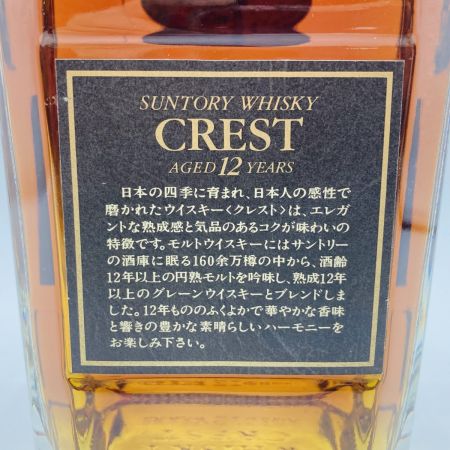 SUNTORY WHISKY
CREST
AGED 12 YEARS
日本の四季に育まれ、日本人の感性で
磨かれたウイスキー〈クレスト〉は、エレガ
ントな熟成感と気品のあるコクが味わいの
特徴です。モルトウイスキーにはサントリー
の酒庫に眠る160余万樽の中から、酒齢
12年以上の円熟モルトを吟味し、熟成12年
以上のグレーンウイスキーとブレンドしまし
た。12年もののふくよかで華やかな香味
と響きの豊かな素晴らしいハーモニーを
お楽しみ下さい。